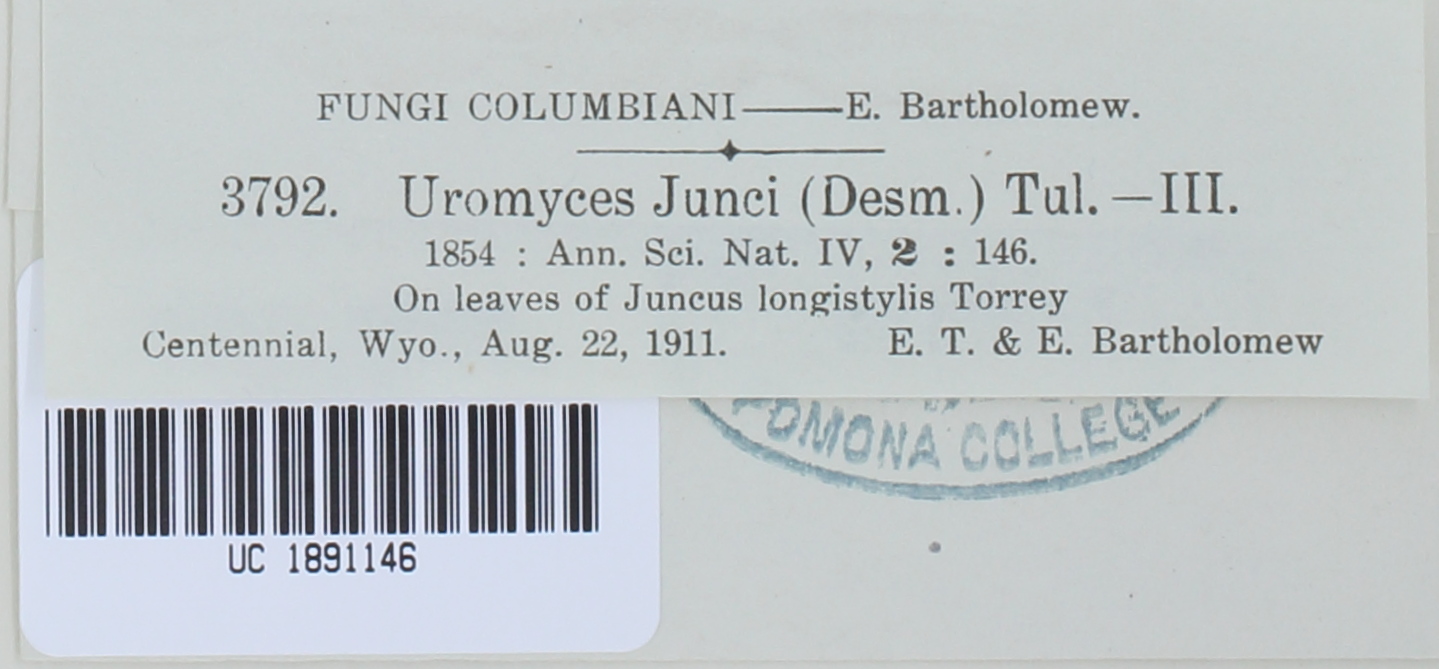 FUNGI COLUMBIANI——E. Bartholomew.
3792. Uromyces Junci (Desm.) Tul. —III.
1854 : Ann. Sci. Nat. IV, 2 : 146.
On leaves of Juncus longistylis Torrey
Centennial, Wyo., Aug. 22, 1911. E. T. & E. Bartholomew
POMONA COLLEGE
UC 1891146